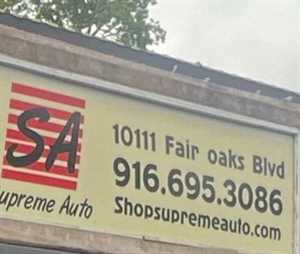 SA
upreme Auto
10111 Fair oaks Blvd
916.695.3086
Shopsupremeauto.com